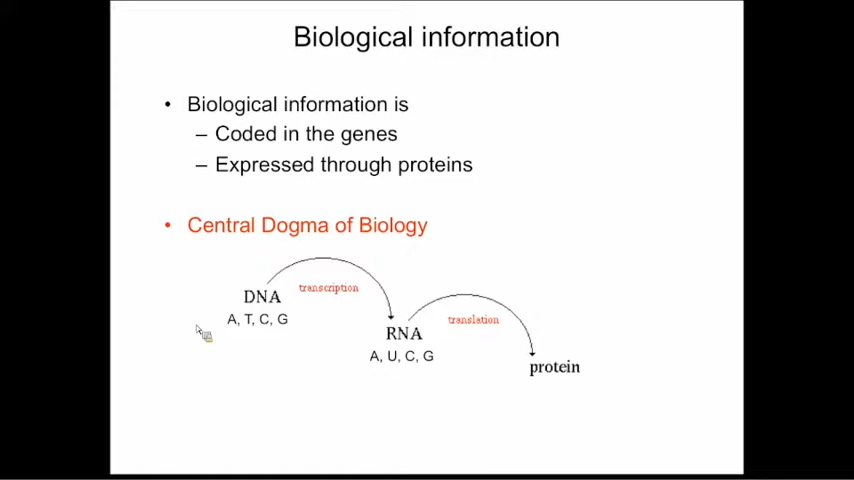 Biological information
• Biological information is
– Coded in the genes
– Expressed through proteins
• Central Dogma of Biology
transcription
DNA
A, T, C, G
translation
RNA
A, U, C, G
protein